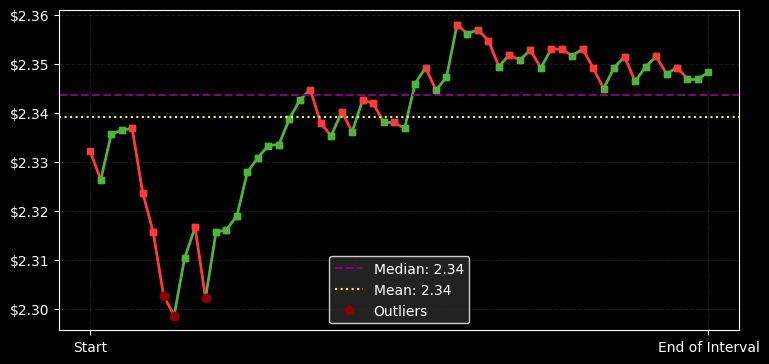 $2.36
$2.35
$2.34
$2.33
$2.32
$2.31
$2.30
Median: 2.34
Mean: 2.34
Outliers
Start
End of Interval